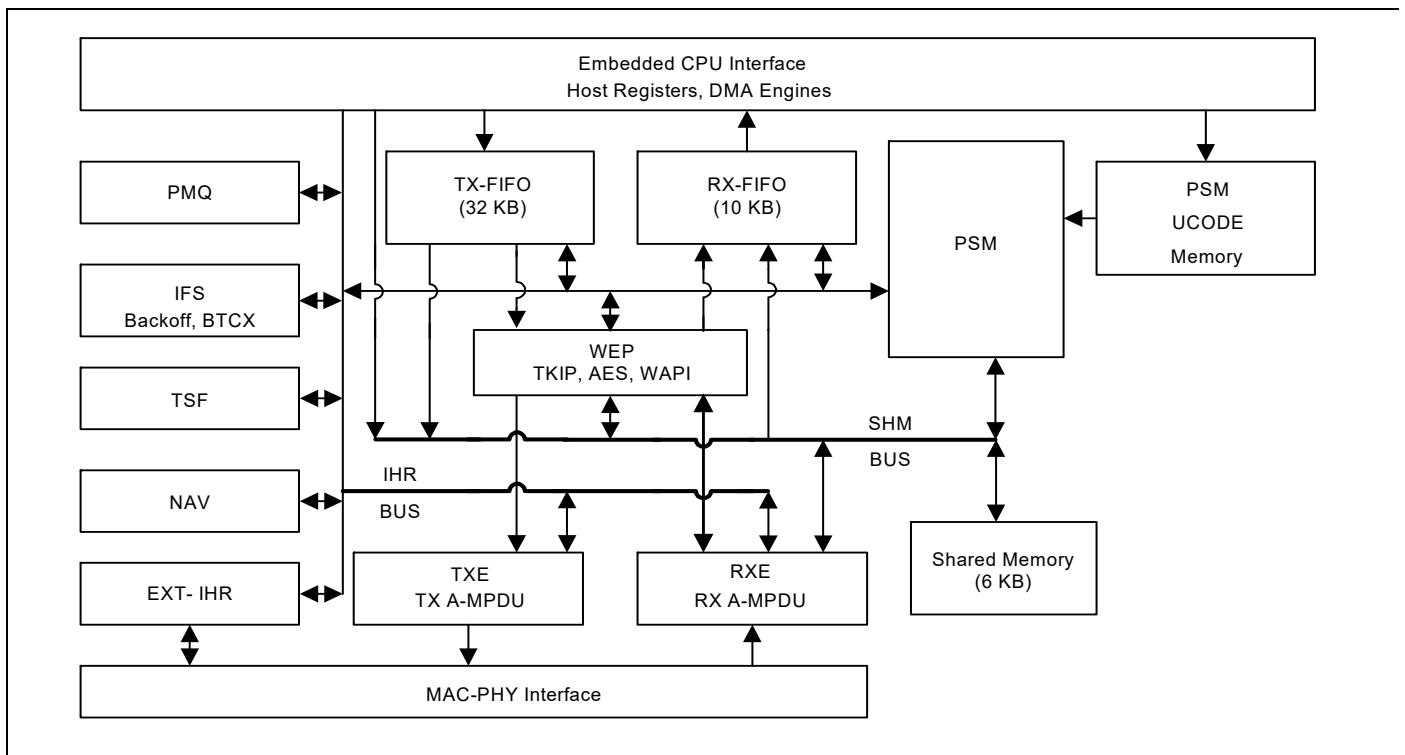 Embedded CPU Interface
Host Registers, DMA Engines
PMQ
TX-FIFO
(32 KB)
RX-FIFO
(10 KB)
PSM
PSM
UCODE
Memory
IFS
Backoff, BTCX
WEP
TKIP, AES, WAPI
TSF
SHM
BUS
IHR
BUS
NAV
Shared Memory
(6 KB)
EXT- IHR
TXE
TX A-MPDU
RXE
RX A-MPDU
MAC-PHY Interface